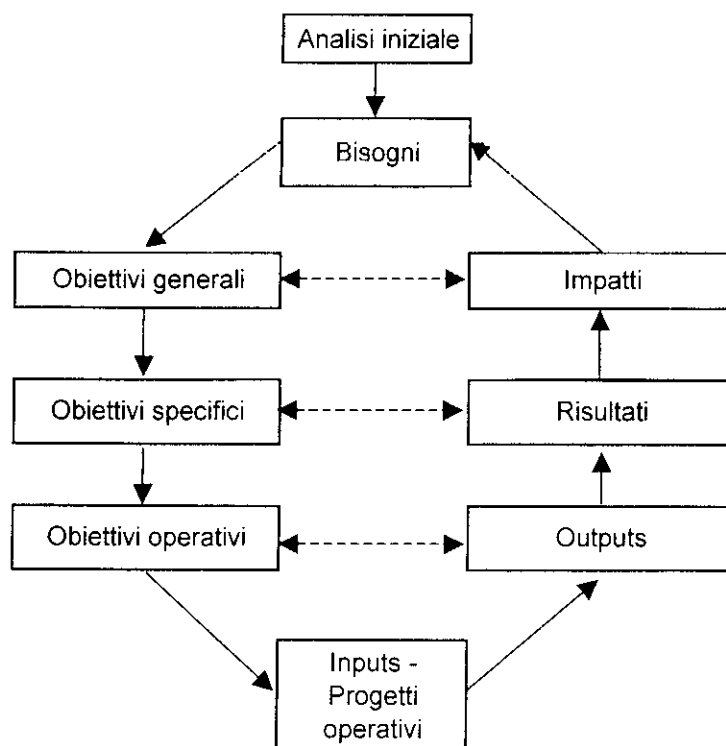 Analisi iniziale
Bisogni
Obiettivi generali
Impatti
Obiettivi specifici
Risultati
Obiettivi operativi
Outputs
Inputs -
Progetti
operativi